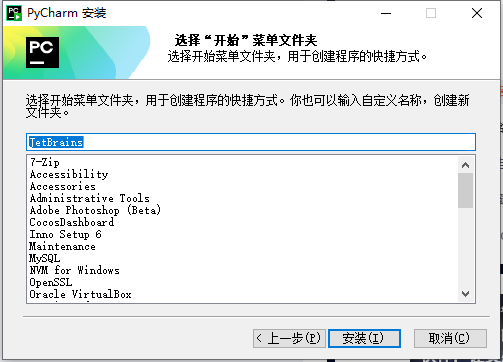 PyCharm 安装
PC
选择“开始”菜单文件夹
选择开始菜单文件夹，用于创建程序的快捷方式。
选择开始菜单文件夹，用于创建程序的快捷方式。你也可以输入自定义名称，创建新
文件夹。
TetBrains
7-Zip
Accessibility
Accessories
Administrative Tools
Adobe Photoshop (Beta)
CocosDashboard
Inno Setup 6
Maintenance
MySQL
NVM for Windows
OpenSSL
Oracle VirtualBox
< 上一步(P)
安装(I)
取消(C)